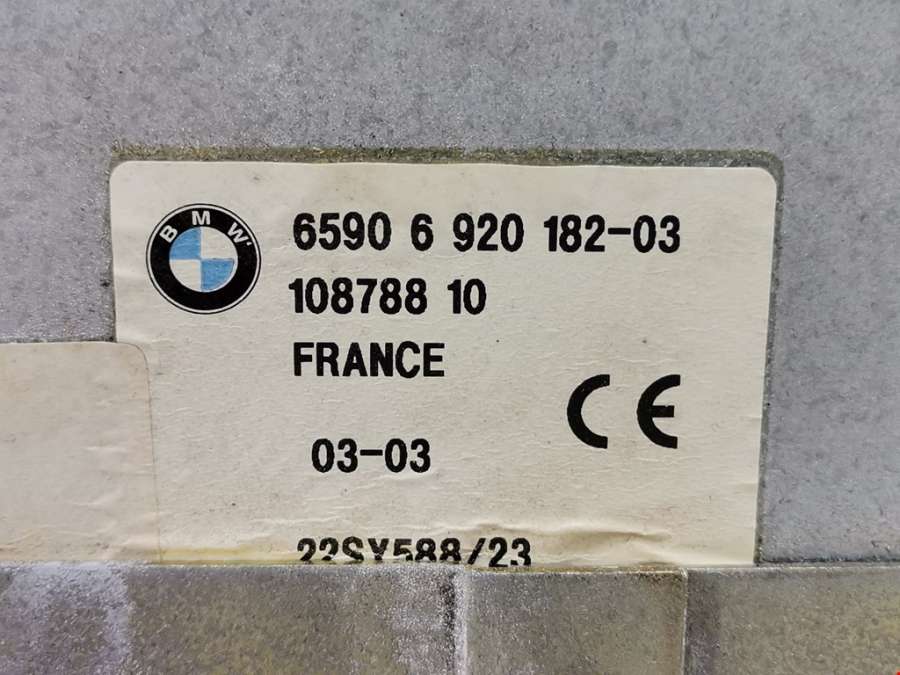 BMW
6590 6 920 182-03
108788 10
FRANCE
CE
03-03
22SY588/23